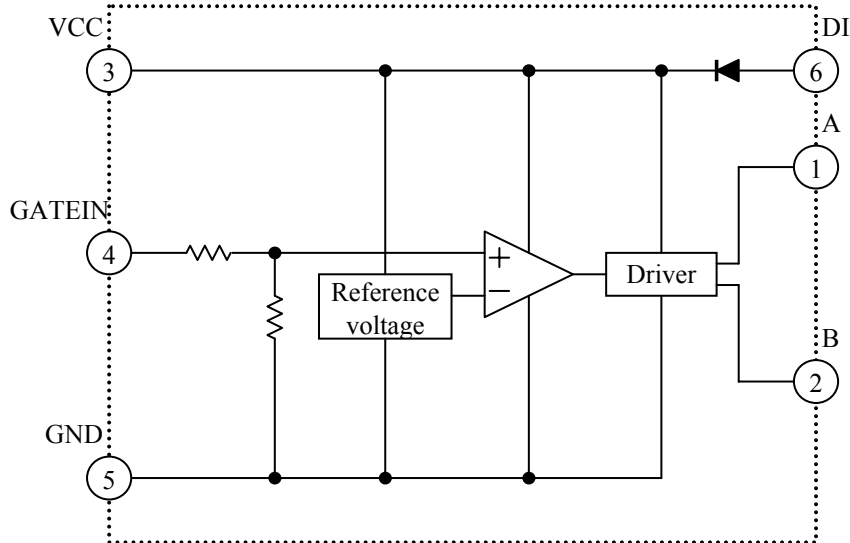 VCC
DI
3
6
A
1
GATEIN
4
+
−
Reference
voltage
Driver
B
2
GND
5